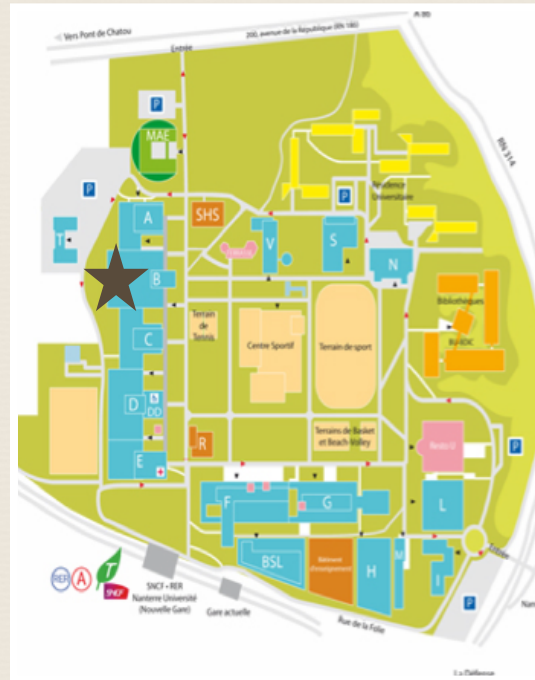 A 86
Vers Pont de Chatou
200, avenue de la République (RN 186)
Entrée
P
MAE
RN 314
P
P
Résidence
Universitaire
A
SHS
T
V
S
N
B
Bibliothèques
Terrain
de
Tennis
C
Centre Sportif
Terrain de sport
BU-BDIC
D
DD
R
Terrains de Basket
et Beach-Volley
Resto U
P
E
F
G
L
BSL
Bâtiment
d'enseignement
H
M
I
Entrée
RER
A
T
SNCF
SNCF • RER
Nanterre Université
(Nouvelle Gare)
Gare actuelle
P
Rue de la Folie
La Défense